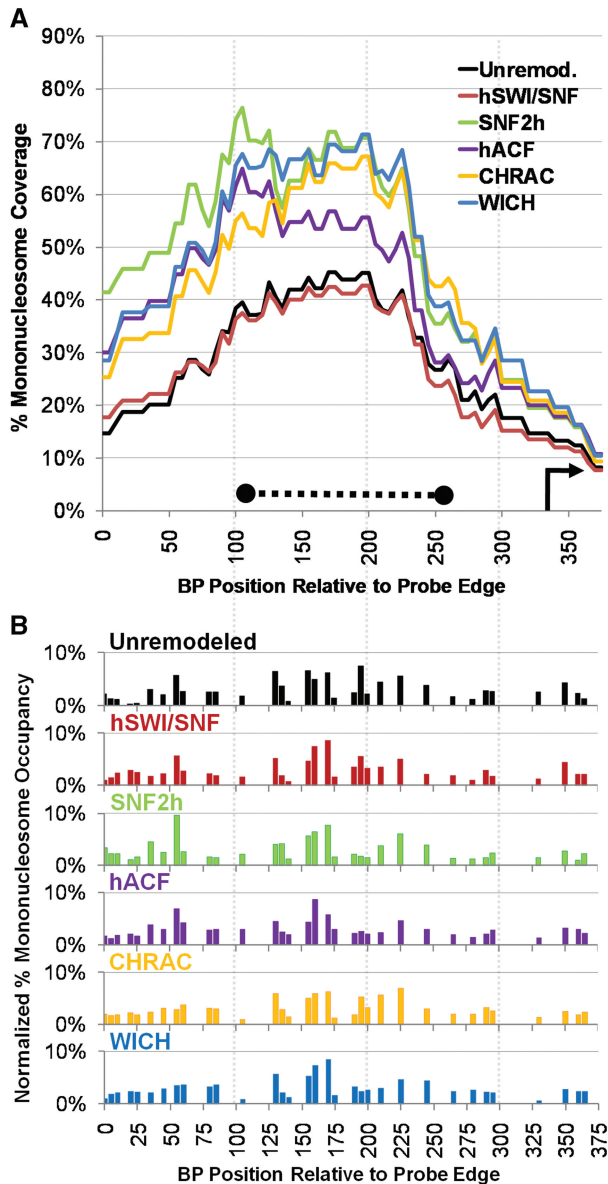 A
% Mononucleosome Coverage
90%
80%
70%
60%
50%
40%
30%
20%
10%
0%
Unremod.
hSWI/SNF
SNF2h
hACF
CHRAC
WICH
0
50
100
150
200
250
300
350
BP Position Relative to Probe Edge
B
Normalized % Mononucleosome Occupancy
Unremodeled
10%
0%
hSWI/SNF
10%
0%
SNF2h
10%
0%
hACF
10%
0%
CHRAC
10%
0%
WICH
10%
0%
0
25
50
75
100
125
150
175
200
225
250
275
300
325
350
375
BP Position Relative to Probe Edge